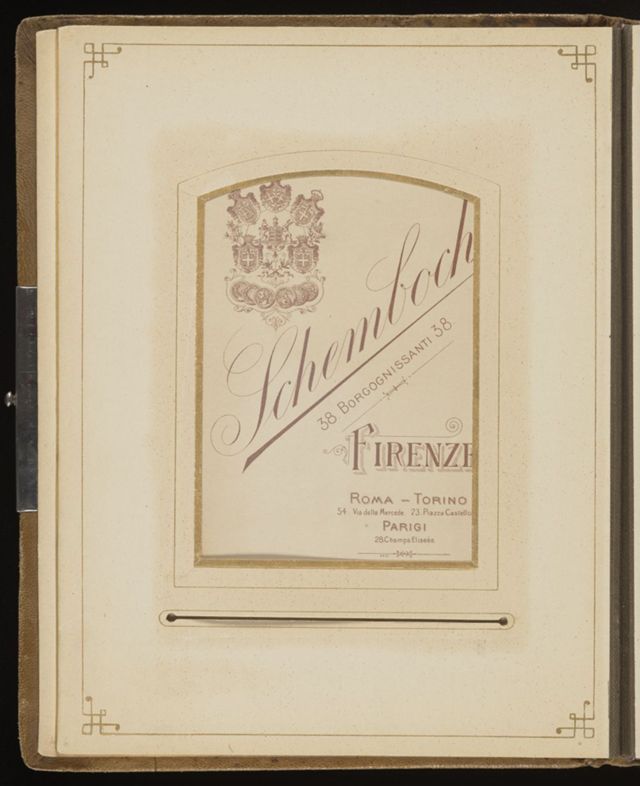 Schemboch
38 BORGOGNISSANTI 38
FIRENZE
ROMA – TORINO
54 Via della Mercede 23. Piazza Castello
PARIGI
28 Champs Elisées